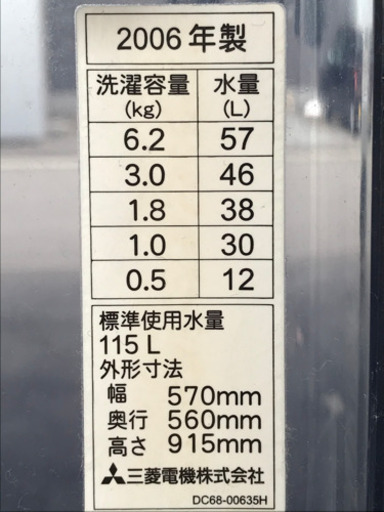 2006年製
洗濯容量 水量
(kg) (L)
6.2 57
3.0 46
1.8 38
1.0 30
0.5 12
標準使用水量
115 L
外形寸法
幅 570mm
奥行 560mm
高さ 915mm
三菱電機株式会社
DC68-00635H